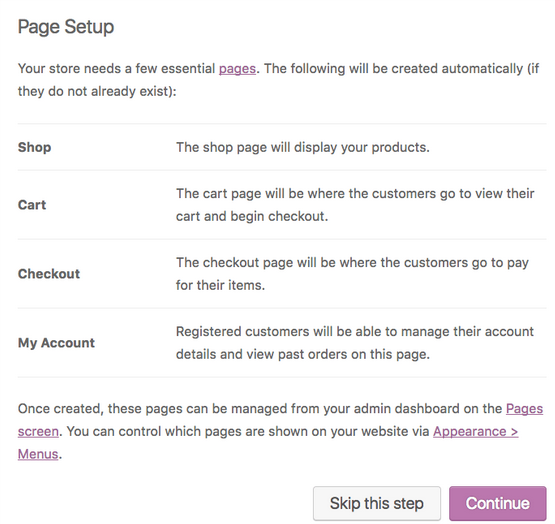 Page Setup
Your store needs a few essential pages. The following will be created automatically (if
they do not already exist):
Shop The shop page will display your products.
Cart The cart page will be where the customers go to view their
cart and begin checkout.
Checkout The checkout page will be where the customers go to pay
for their items.
My Account Registered customers will be able to manage their account
details and view past orders on this page.
Once created, these pages can be managed from your admin dashboard on the Pages
screen. You can control which pages are shown on your website via Appearance >
Menus.
Skip this step Continue